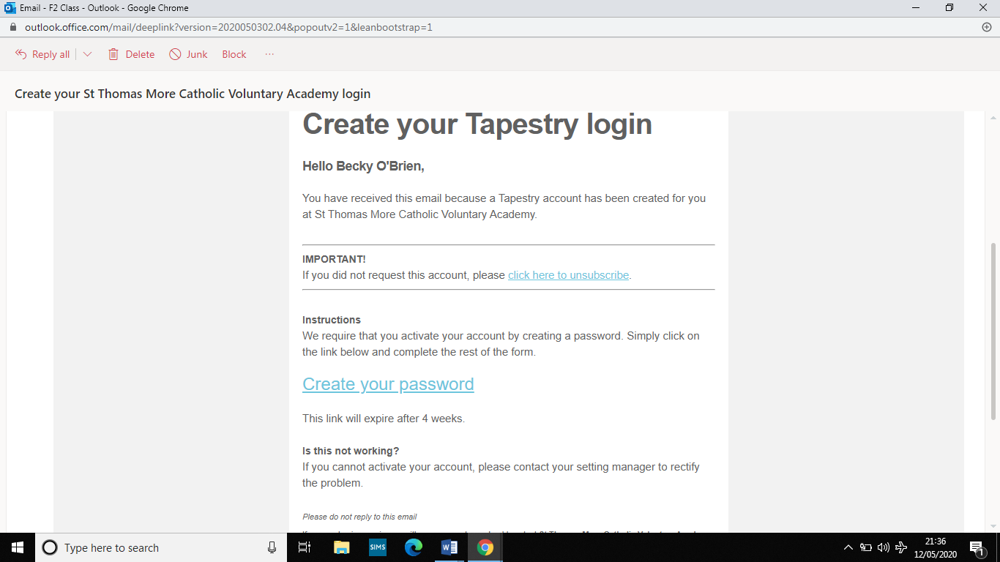 Email - F2 Class - Outlook - Google Chrome
outlook.office.com/mail/deeplink?version=2020050302.04&popoutv2=1&leanbootstrap=1
Reply all Delete Junk Block ...
Create your St Thomas More Catholic Voluntary Academy login
Create your Tapestry login
Hello Becky O'Brien,
You have received this email because a Tapestry account has been created for you
at St Thomas More Catholic Voluntary Academy.
IMPORTANT!
If you did not request this account, please click here to unsubscribe.
Instructions
We require that you activate your account by creating a password. Simply click on
the link below and complete the rest of the form.
Create your password
This link will expire after 4 weeks.
Is this not working?
If you cannot activate your account, please contact your setting manager to rectify
the problem.
Please do not reply to this email
Type here to search
SIMS
21:36
12/05/2020
1